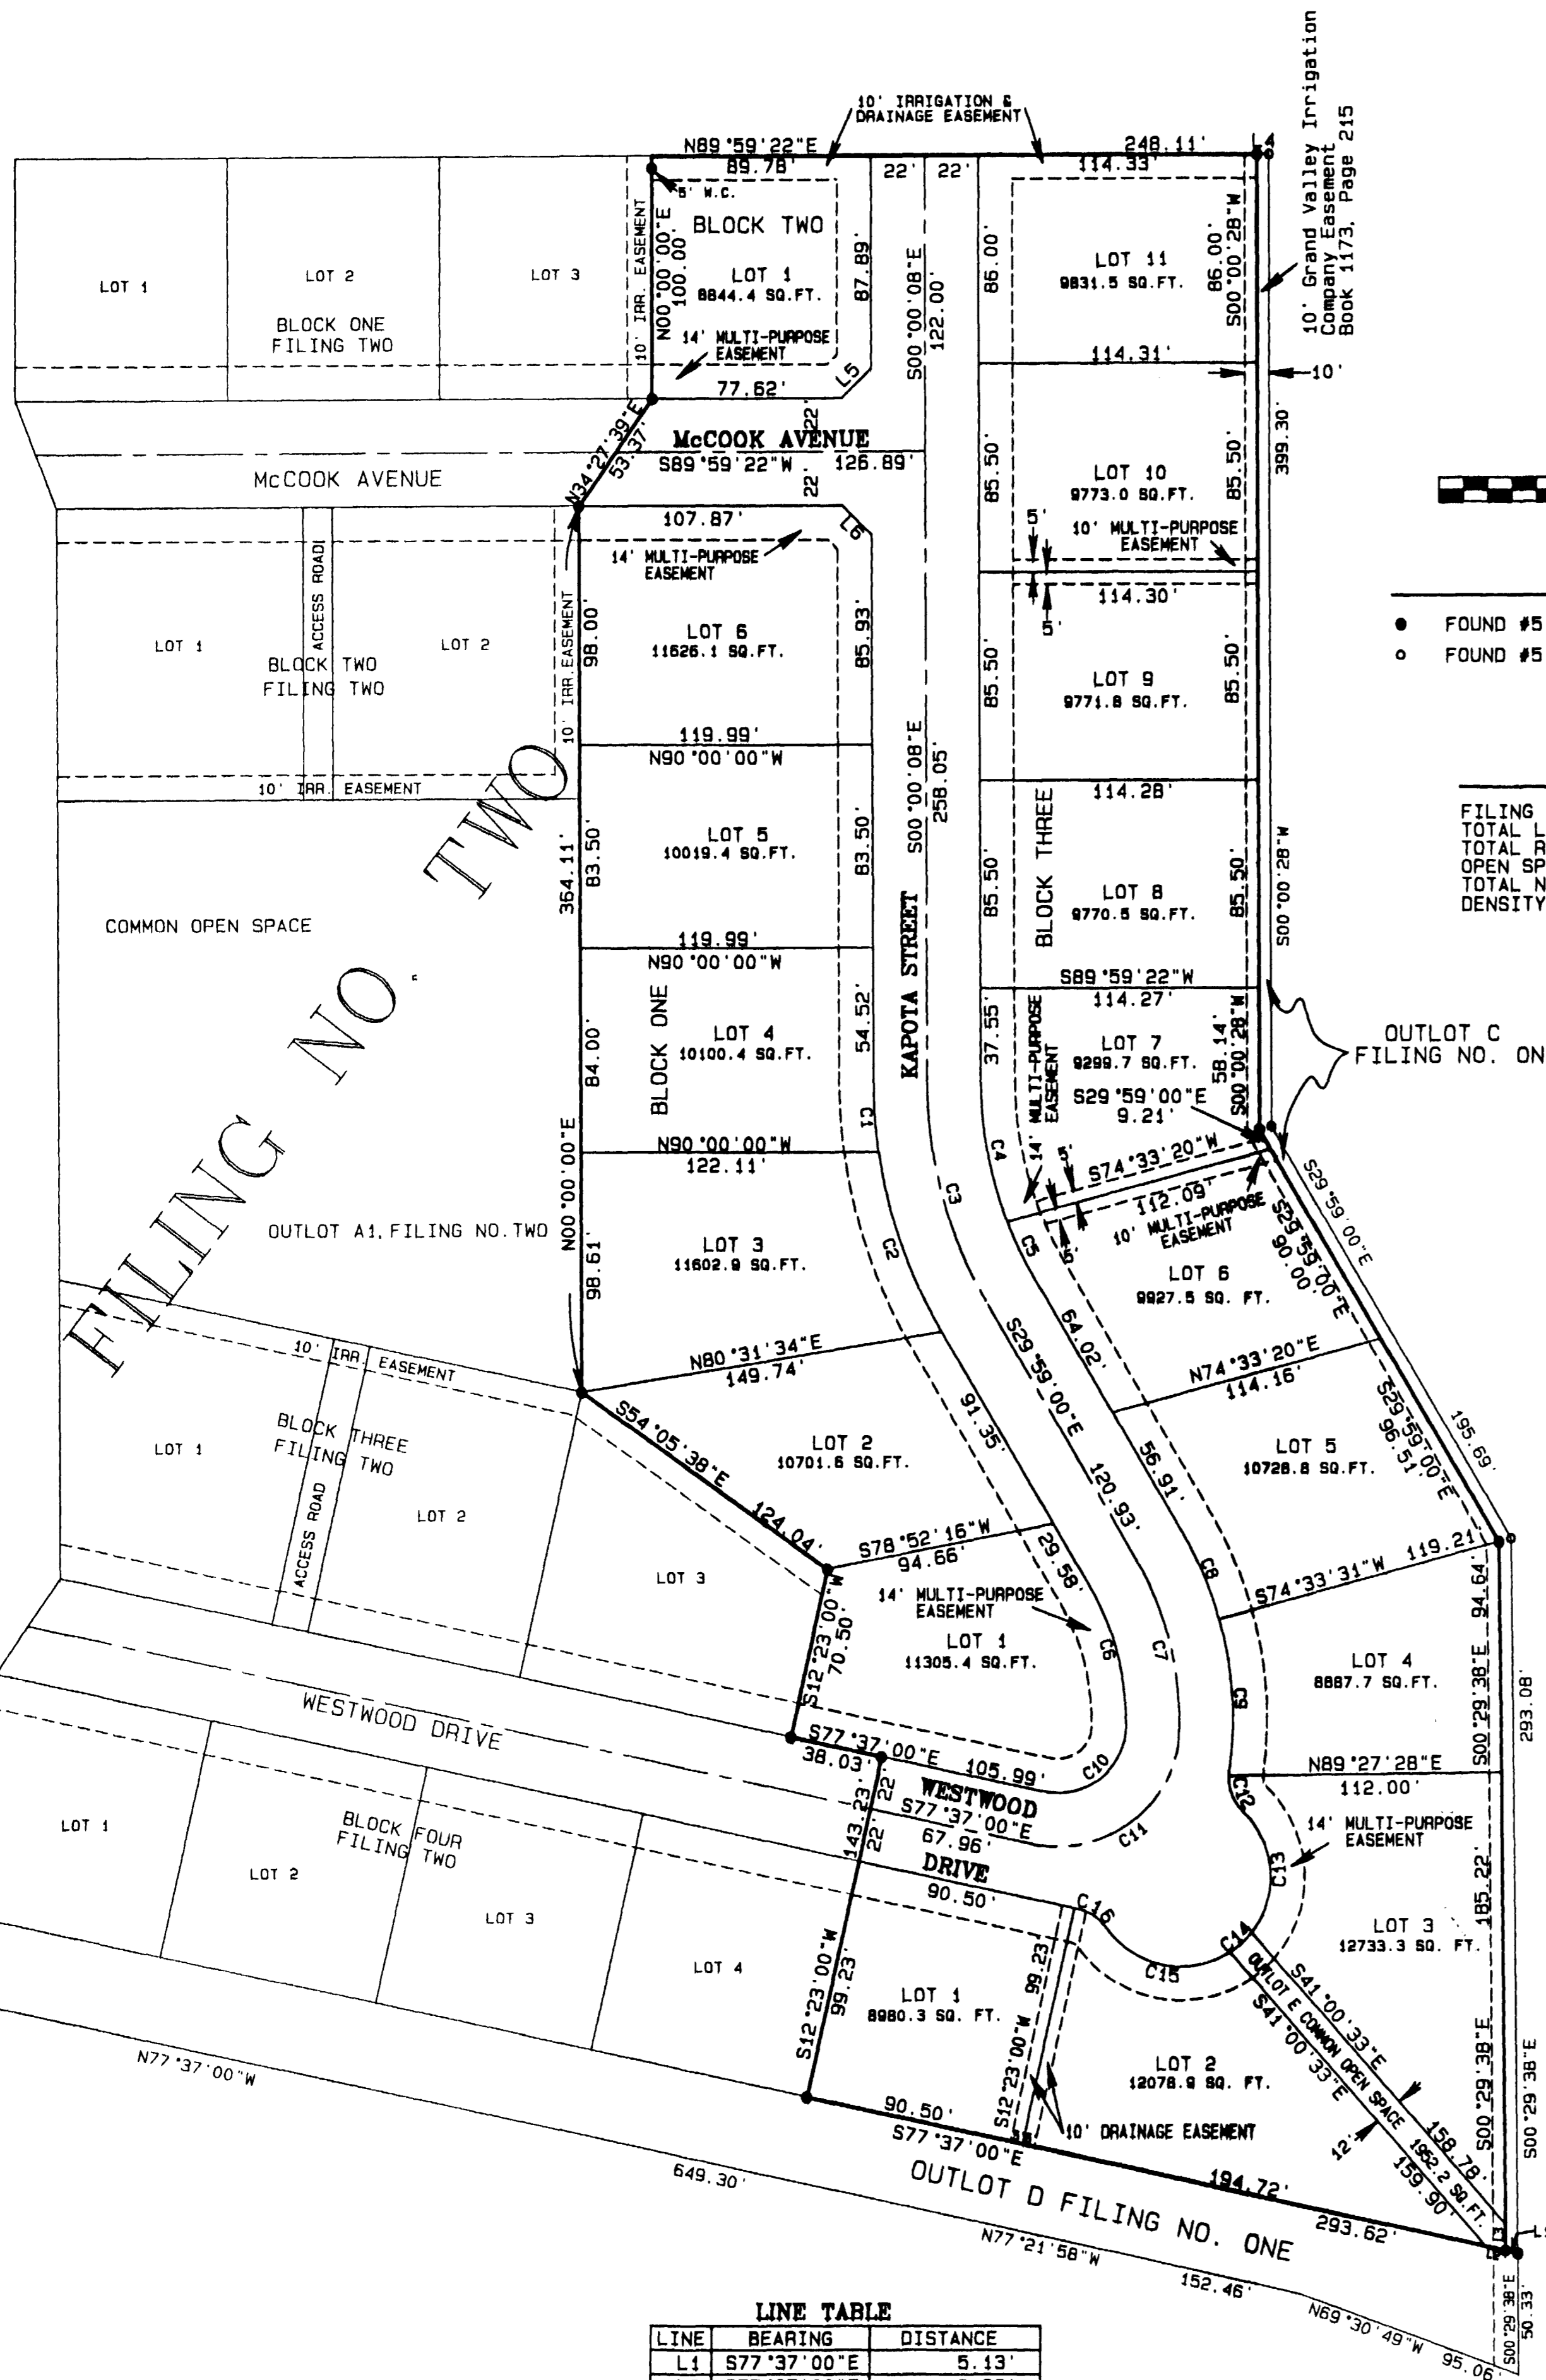 10' IRRIGATION &
DRAINAGE EASEMENT
N89°59'22"E
248.11'
L4
89.78'
22'
22'
114.33'
5' W.C.
10' Grand Valley Irrigation
Company Easement
Book 1173, Page 215
10' IRR. EASEMENT
N00°00'00"E
100.00'
BLOCK TWO
LOT 1
8844.4 SQ.FT.
87.89'
14' MULTI-PURPOSE
EASEMENT
77.62'
L5
S00°00'08"E
122.00'
86.00'
LOT 11
9831.5 SQ.FT.
S00°00'28"W
86.00'
114.31'
10'
LOT 1
LOT 2
LOT 3
BLOCK ONE
FILING TWO
N34°27'39"E
53.37'
McCOOK AVENUE
S89°59'22"W
126.89'
22'
22'
McCOOK AVENUE
107.87'
L6
14' MULTI-PURPOSE
EASEMENT
85.50'
LOT 10
9773.0 SQ.FT.
85.50'
399.30'
5'
10' MULTI-PURPOSE
EASEMENT
114.30'
5'
FOUND #5
FOUND #5
LOT 1
ACCESS ROAD
LOT 2
BLOCK TWO
FILING TWO
10' IRR. EASEMENT
10' IRR. EASEMENT
98.00'
LOT 6
11626.1 SQ.FT.
85.93'
119.99'
N90°00'00"W
S00°00'08"E
258.05'
85.50'
LOT 9
9771.8 SQ.FT.
85.50'
114.28'
FILING
TOTAL L
TOTAL R
OPEN SP
TOTAL N
DENSITY
FILING NO. TWO
364.11'
83.50'
LOT 5
10019.4 SQ.FT.
83.50'
119.99'
N90°00'00"W
KAPOTA STREET
BLOCK THREE
85.50'
LOT 8
9770.5 SQ.FT.
85.50'
S00°00'28"W
S89°59'22"W
114.27'
COMMON OPEN SPACE
BLOCK ONE
LOT 4
10100.4 SQ.FT.
84.00'
54.52'
C1
N90°00'00"W
122.11'
37.55'
14' MULTI-PURPOSE
EASEMENT
LOT 7
9299.7 SQ.FT.
58.14'
S00°00'28"W
S29°59'00"E
9.21'
OUTLOT C
FILING NO. ON
C4
S74°33'20"W
5'
112.09'
5'
10' MULTI-PURPOSE
EASEMENT
OUTLOT A1, FILING NO. TWO
N00°00'00"E
98.61'
LOT 3
11602.9 SQ.FT.
C2
C3
C5
S29°59'00"E
S29°59'00"E
90.00'
LOT 6
9927.5 SQ. FT.
N80°31'34"E
149.74'
S29°59'00"E
120.93'
64.02'
N74°33'20"E
114.16'
10' IRR. EASEMENT
BLOCK THREE
FILING TWO
LOT 1
LOT 2
ACCESS ROAD
LOT 3
S54°05'38"E
124.04'
LOT 2
10701.6 SQ.FT.
91.35'
56.91'
LOT 5
10728.8 SQ.FT.
S29°59'00"E
96.51'
195.69'
S78°52'16"W
94.66'
29.58'
C8
S74°33'31"W
119.21'
14' MULTI-PURPOSE
EASEMENT
LOT 1
11305.4 SQ.FT.
C6
C7
C9
S12°23'00"W
70.50'
LOT 4
8887.7 SQ.FT.
94.64'
S00°29'38"E
293.08'
WESTWOOD DRIVE
S77°37'00"E
38.03'
105.99'
C10
WESTWOOD
S77°37'00"E
67.96'
C11
DRIVE
22'
22'
143.23'
90.50'
N89°27'28"E
112.00'
C12
14' MULTI-PURPOSE
EASEMENT
C13
185.22'
LOT 3
12733.3 SQ. FT.
LOT 1
BLOCK FOUR
FILING TWO
LOT 2
LOT 3
LOT 4
C16
C14
C15
S12°23'00"W
99.23'
LOT 1
8980.3 SQ. FT.
99.23'
S12°23'00"W
S41°00'33"E
OUTLOT E COMMON OPEN SPACE 1952.2 SQ.FT.
S41°00'33"E
LOT 2
12078.9 SQ. FT.
S00°29'38"E
S00°29'38"E
12'
158.78'
159.90'
N77°37'00"W
90.50'
S77°37'00"E
10' DRAINAGE EASEMENT
194.72'
293.62'
649.30'
OUTLOT D FILING NO. ONE
N77°21'58"W
152.46'
N69°30'49"W
95.06'
S00°29'38"E
50.33'
LINE TABLE
LINE BEARING DISTANCE
L1 S77°37'00"E 5.13'